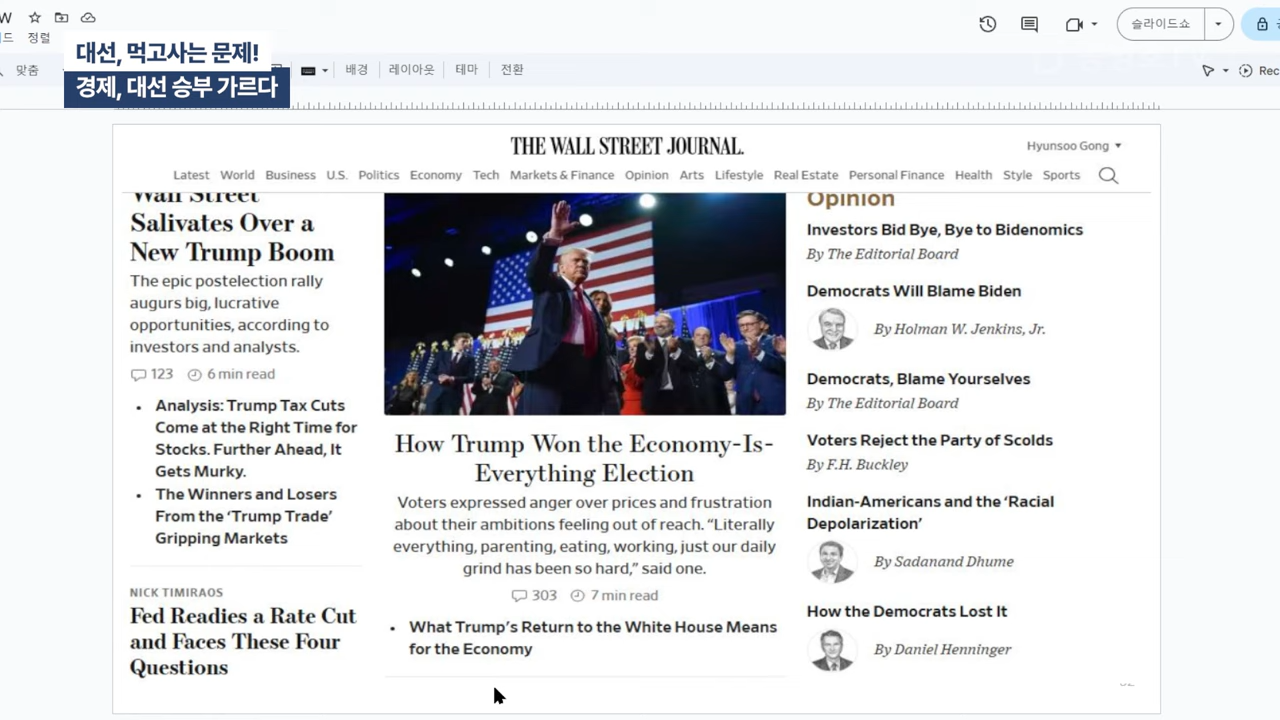 W
정렬
대선, 먹고사는 문제!
경제, 대선 승부 가르다
슬라이드쇼
맞춤
배경
레이아웃
테마
전환
Rec
THE WALL STREET JOURNAL.
Hyunsoo Gong
Latest World Business U.S. Politics Economy Tech Markets & Finance Opinion Arts Lifestyle Real Estate Personal Finance Health Style Sports
Wall Street
Salivates Over a
New Trump Boom
The epic postelection rally
augurs big, lucrative
opportunities, according to
investors and analysts.
123 6 min read
• Analysis: Trump Tax Cuts
Come at the Right Time for
Stocks. Further Ahead, It
Gets Murky.
• The Winners and Losers
From the ‘Trump Trade’
Gripping Markets
NICK TIMIRAOS
Fed Readies a Rate Cut
and Faces These Four
Questions
How Trump Won the Economy-Is-
Everything Election
Voters expressed anger over prices and frustration
about their ambitions feeling out of reach. “Literally
everything, parenting, eating, working, just our daily
grind has been so hard,” said one.
303 7 min read
• What Trump’s Return to the White House Means
for the Economy
Opinion
Investors Bid Bye, Bye to Bidenomics
By The Editorial Board
Democrats Will Blame Biden
By Holman W. Jenkins, Jr.
Democrats, Blame Yourselves
By The Editorial Board
Voters Reject the Party of Scolds
By F.H. Buckley
Indian-Americans and the ‘Racial
Depolarization’
By Sadanand Dhume
How the Democrats Lost It
By Daniel Henninger